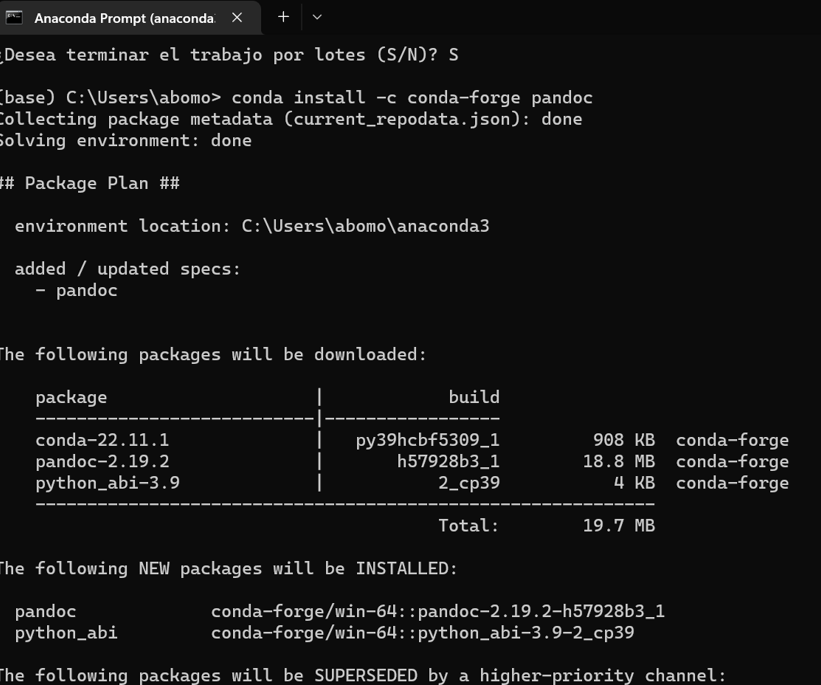 Anaconda Prompt (anaconda
¿Desea terminar el trabajo por lotes (S/N)? S
(base) C:\Users\abomo> conda install -c conda-forge pandoc
Collecting package metadata (current_repodata.json): done
Solving environment: done
## Package Plan ##
environment location: C:\Users\abomo\anaconda3
added / updated specs:
- pandoc
The following packages will be downloaded:
package | build
---------------------------|-----------------
conda-22.11.1 | py39hcbf5309_1 908 KB conda-forge
pandoc-2.19.2 | h57928b3_1 18.8 MB conda-forge
python_abi-3.9 | 2_cp39 4 KB conda-forge
------------------------------------------------------------
Total: 19.7 MB
The following NEW packages will be INSTALLED:
pandoc conda-forge/win-64::pandoc-2.19.2-h57928b3_1
python_abi conda-forge/win-64::python_abi-3.9-2_cp39
The following packages will be SUPERSEDED by a higher-priority channel: